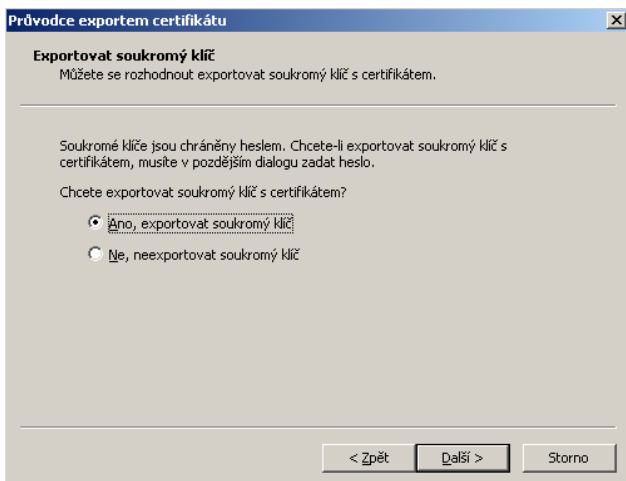 Průvodce exportem certifikátu
Exportovat soukromý klíč
Můžete se rozhodnout exportovat soukromý klíč s certifikátem.
Soukromé klíče jsou chráněny heslem. Chcete-li exportovat soukromý klíč s
certifikátem, musíte v pozdějším dialogu zadat heslo.
Chcete exportovat soukromý klíč s certifikátem?
Ano, exportovat soukromý klíč
Ne, neexportovat soukromý klíč
< Zpět
Další >
Storno